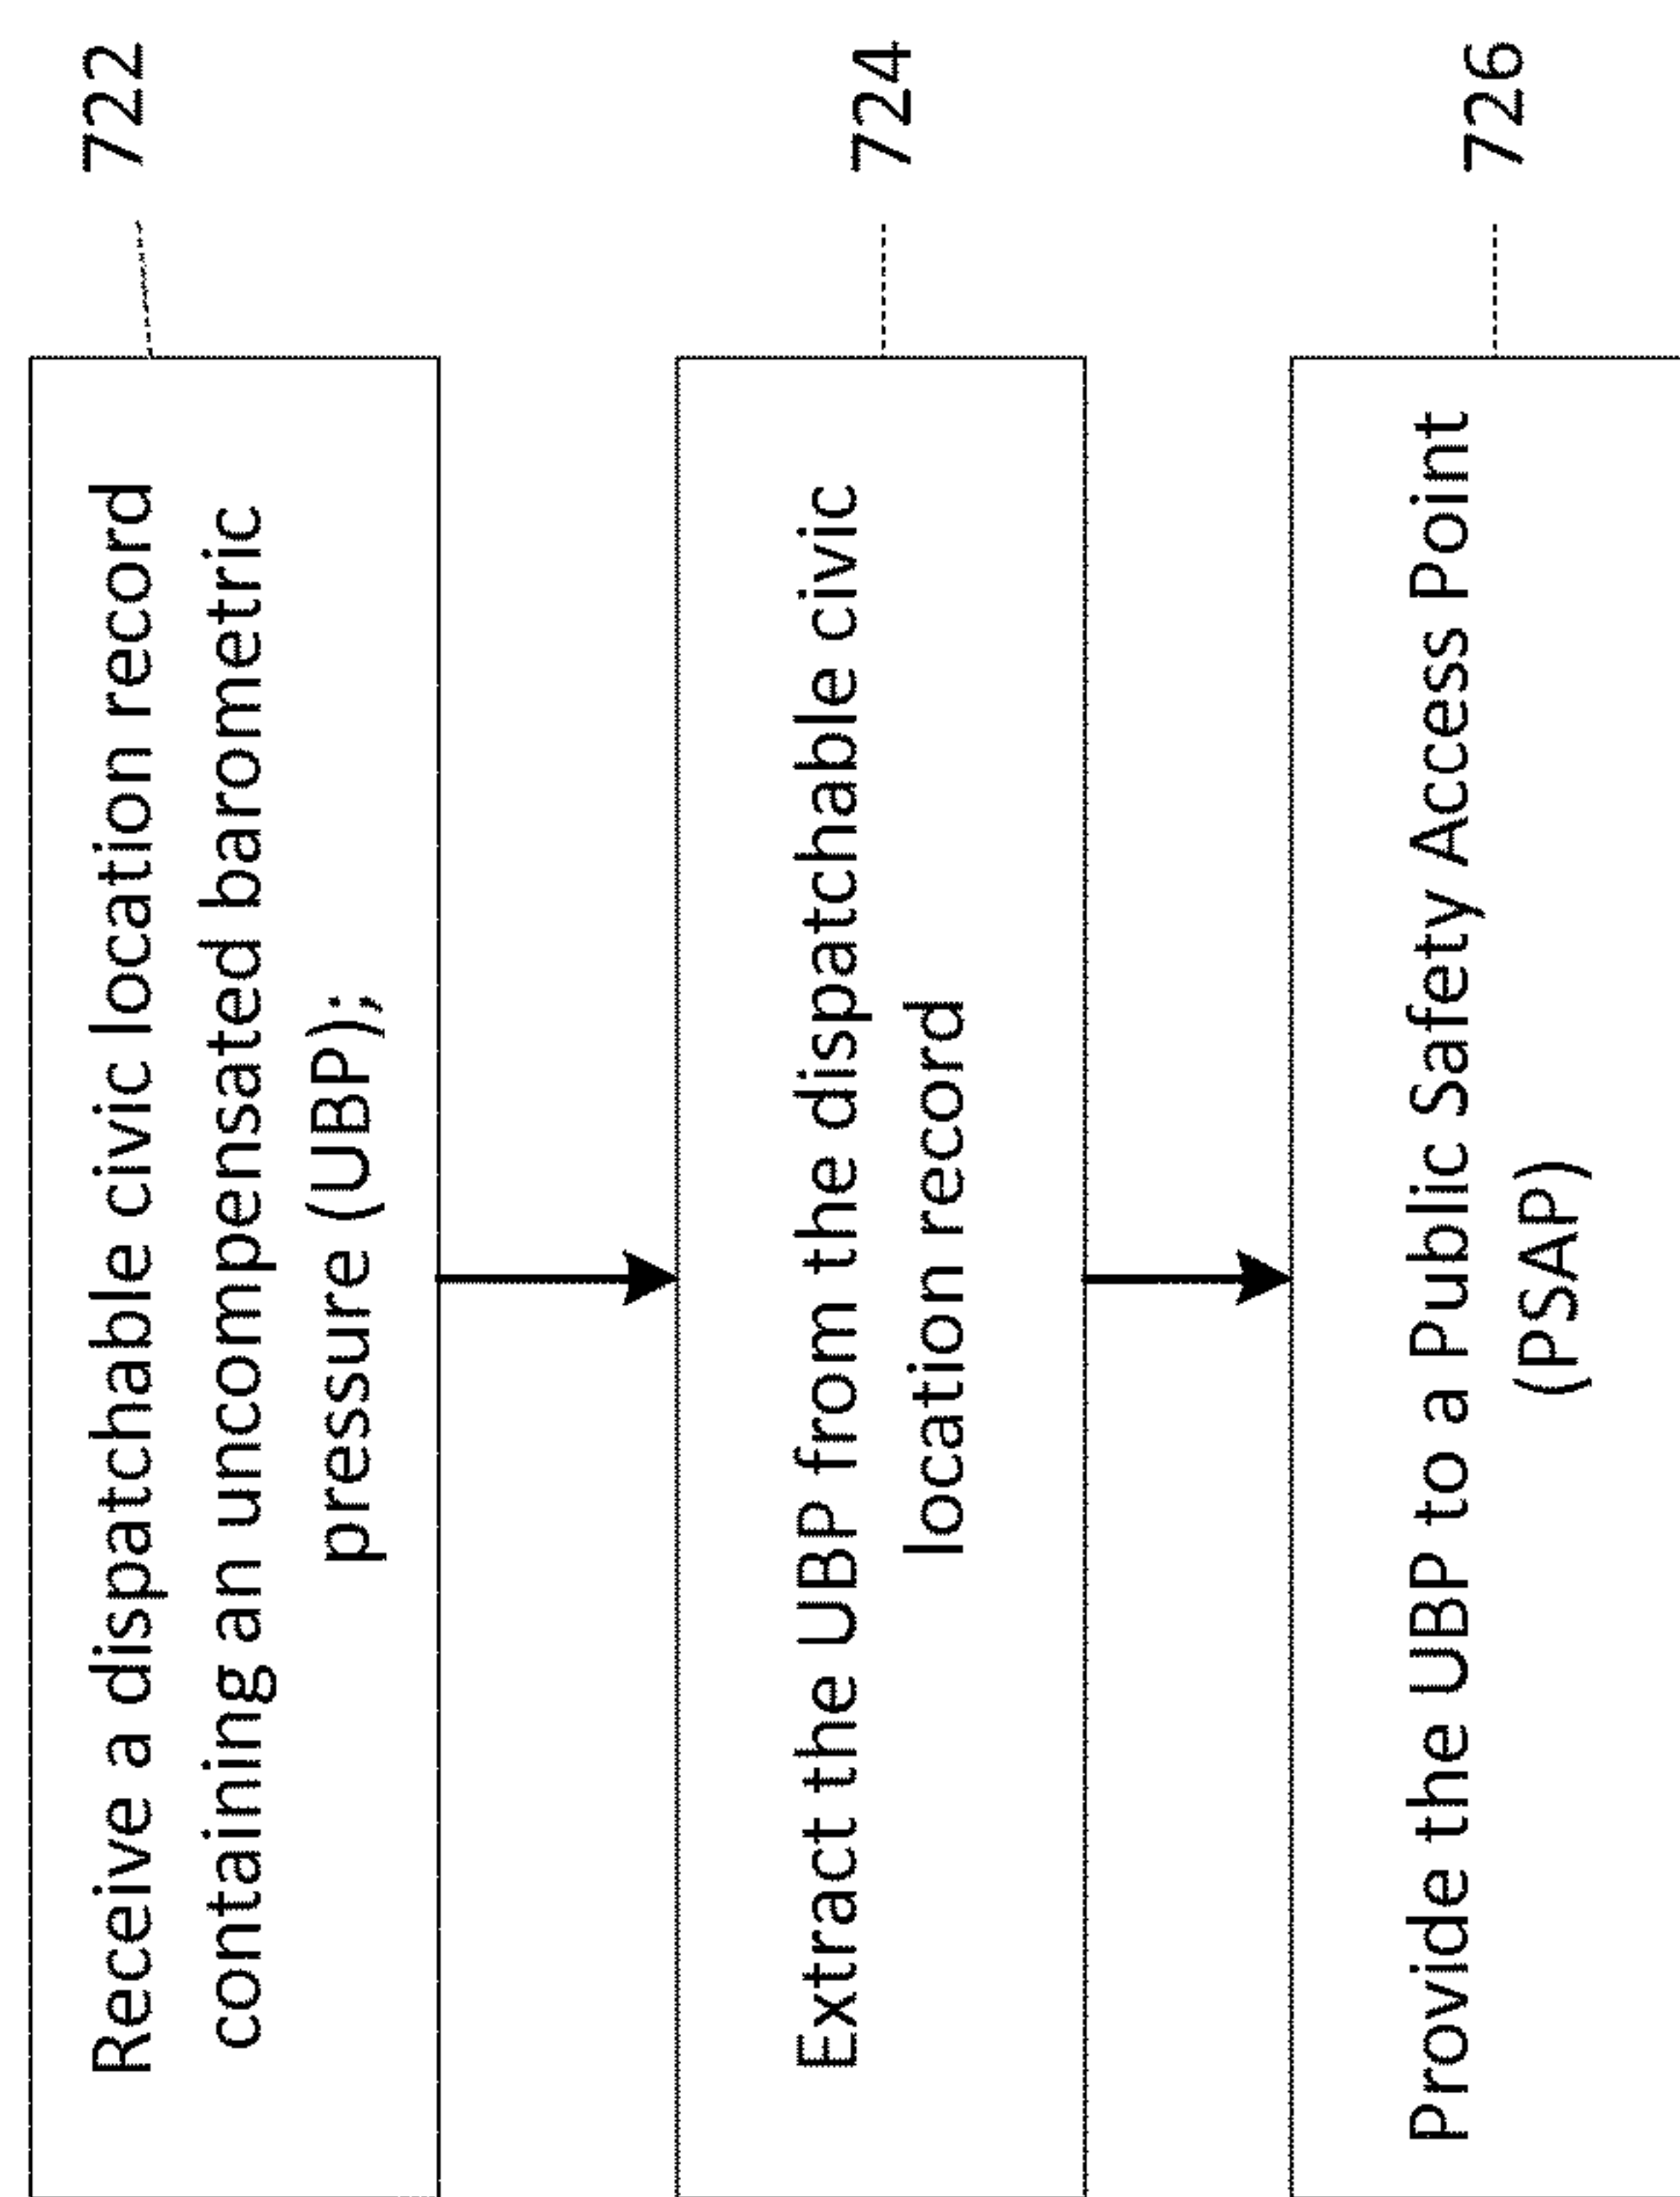 Receive a dispatchable civic location record
containing an uncompensated barometric
pressure (UBP);
722
Extract the UBP from the dispatchable civic
location record
724
Provide the UBP to a Public Safety Access Point
(PSAP)
726